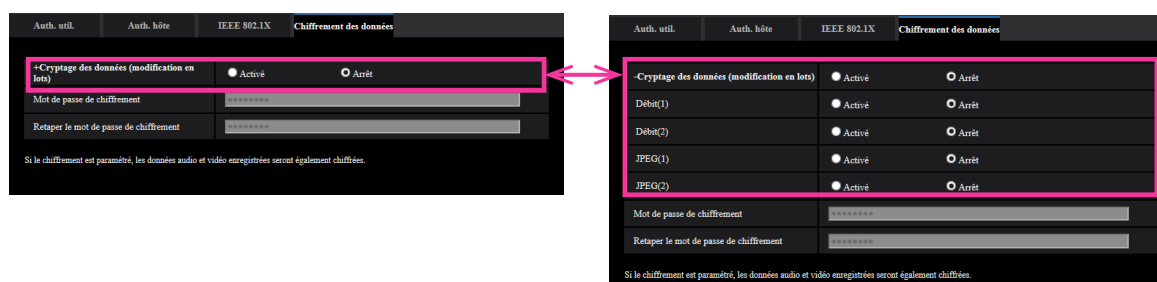 Auth. util. Auth. hôte IEEE 802.1X Chiffrement des données
+Cryptage des données (modification en
lots) Activé Arrêt
Mot de passe de chiffrement ********
Retaper le mot de passe de chiffrement ********
Si le chiffrement est paramétré, les données audio et vidéo enregistrées seront également chiffrées.
Auth. util. Auth. hôte IEEE 802.1X Chiffrement des données
-Cryptage des données (modification en lots) Activé Arrêt
Débit(1) Activé Arrêt
Débit(2) Activé Arrêt
JPEG(1) Activé Arrêt
JPEG(2) Activé Arrêt
Mot de passe de chiffrement ********
Retaper le mot de passe de chiffrement ********
Si le chiffrement est paramétré, les données audio et vidéo enregistrées seront également chiffrées.